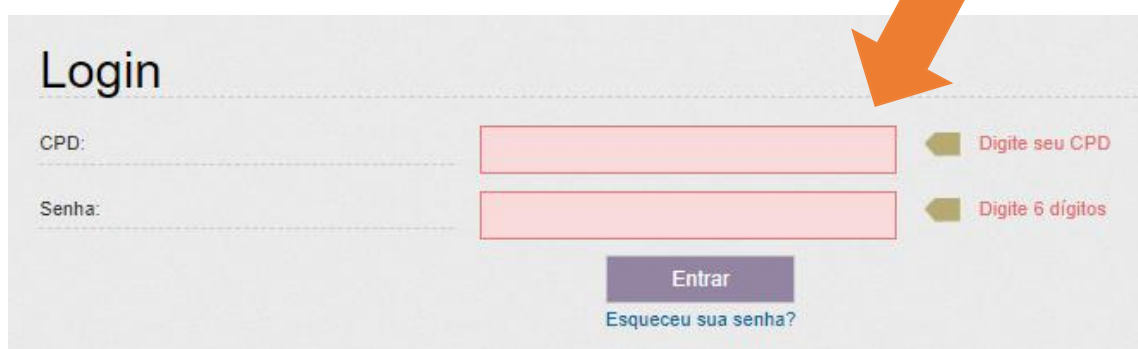 Login
CPD:
Digite seu CPD
Senha:
Digite 6 dígitos
Entrar
Esqueceu sua senha?